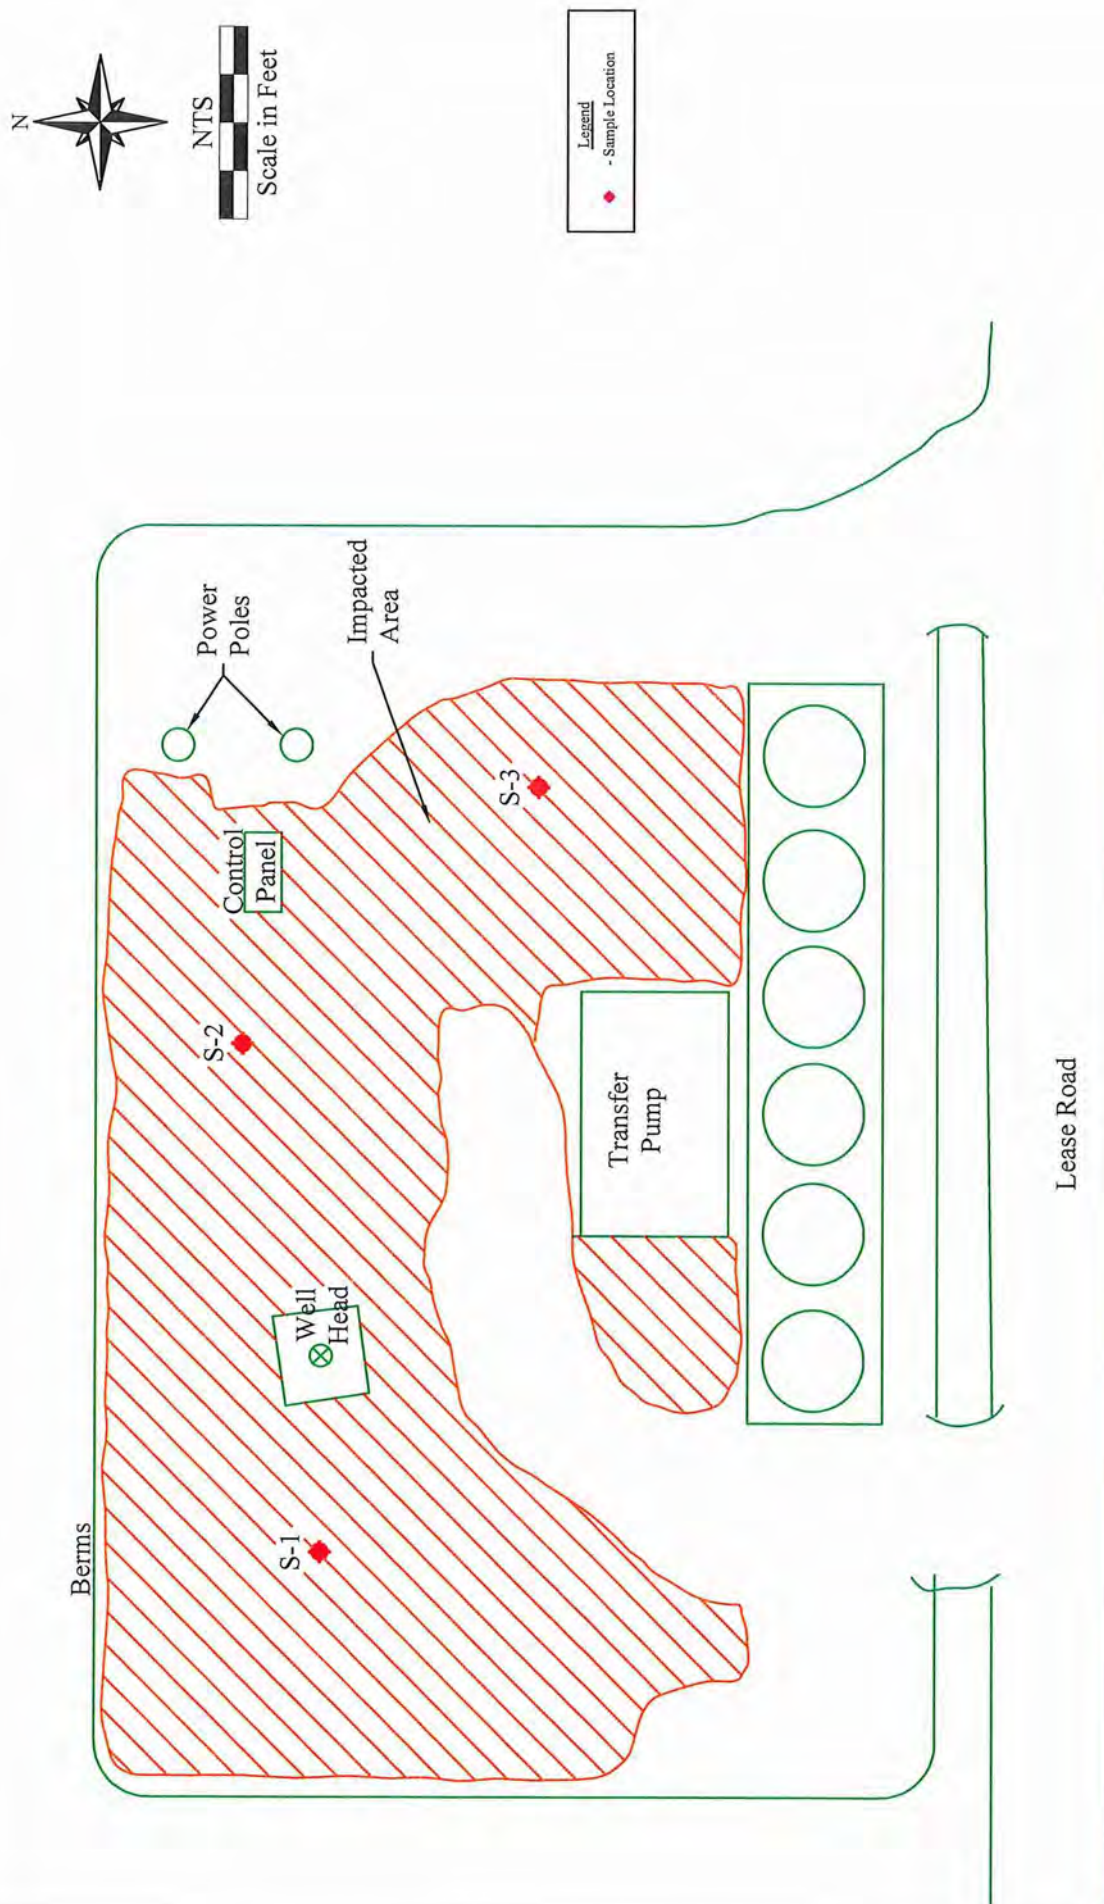 N
NTS
Scale in Feet
Legend
- Sample Location
Power
Poles
Impacted
Area
Control
Panel
S-3
S-2
Transfer
Pump
Well
Head
S-1
Berms
Lease Road